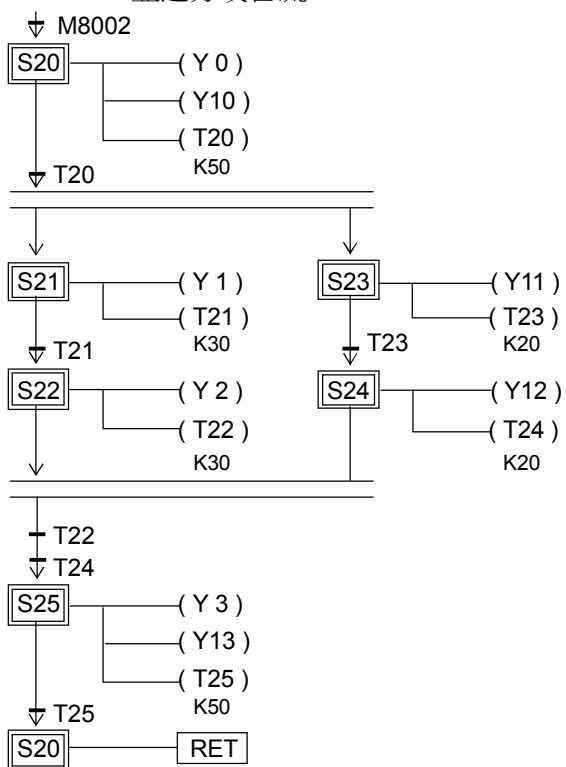 M8002
S20 ( Y 0 )
( Y10 )
( T20 )
K50
T20
S21 ( Y 1 ) S23 ( Y11 )
( T21 ) ( T23 )
K30 K20
T21 T23
S22 ( Y 2 ) S24 ( Y12 )
( T22 ) ( T24 )
K30 K20
T22
T24
S25 ( Y 3 )
( Y13 )
( T25 )
K50
T25
S20 RET